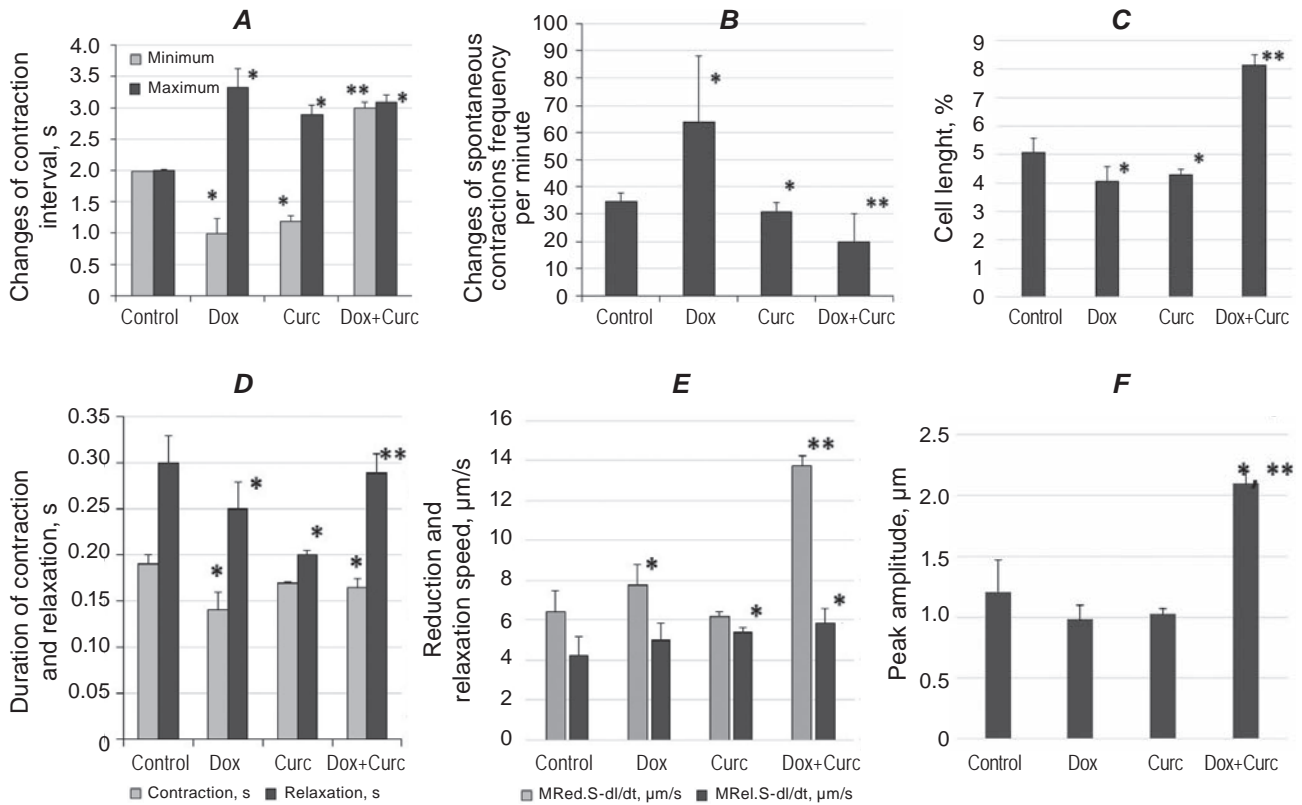 A
Changes of contraction
interval, s
4.0
3.5
3.0
2.5
2.0
1.5
1.0
0.5
0
Minimum
Maximum
*
*
**
*
*
*
Control Dox Curc Dox+Curc
B
Changes of spontaneous
contractions frequency
per minute
100
90
80
70
60
50
40
30
20
10
0
*
*
**
Control Dox Curc Dox+Curc
C
Cell lenght, %
9
8
7
6
5
4
3
2
1
0
**
*
*
Control Dox Curc Dox+Curc
D
Duration of contraction
and relaxation, s
0.35
0.30
0.25
0.20
0.15
0.10
0.05
0
**
*
*
*
*
Control Dox Curc Dox+Curc
Contraction, s Relaxation, s
E
Reduction and
relaxation speed, µm/s
16
14
12
10
8
6
4
2
0
**
*
*
*
Control Dox Curc Dox+Curc
MRed.S-dl/dt, µm/s MRel.S-dl/dt, µm/s
F
Peak amplitude, µm
2.5
2.0
1.5
1.0
0.5
0
*, **
Control Dox Curc Dox+Curc